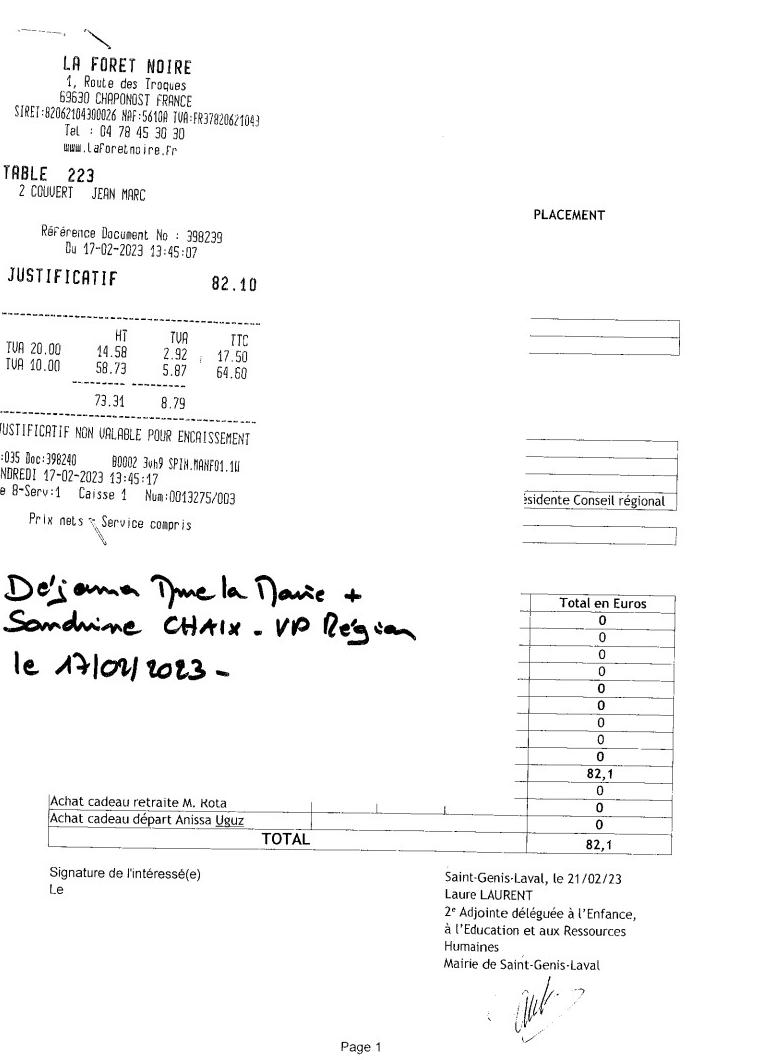 LA FORET NOIRE
1, Route des Troques
69630 CHAPONOST FRANCE
SIRET:82062104300026 NAF:5610A TVA:FR37820621043
Tel : 04 78 45 30 30
www.laforetnoire.fr
TABLE 223
2 COUVERT JEAN MARC
PLACEMENT
Référence Document No : 398239
Du 17-02-2023 13:45:07
JUSTIFICATIF 82.10
HT TVA TTC
TVA 20.00 14.58 2.92 17.50
TVA 10.00 58.73 5.87 64.60
73.31 8.79
JUSTIFICATIF NON VALABLE POUR ENCAISSEMENT
:035 Doc:398240 B0002 3vh9 SPIN.MANF01.1W
NDREDI 17-02-2023 13:45:17
e 8-Serv:1 Caisse 1 Num:0013275/003
ésidente Conseil régional
Prix nets - Service compris
Déjeuner Mme la Maire +
Sandrine CHAIX - VP Région
le 17/02/2023 -
Total en Euros
0
0
0
0
0
0
0
0
0
82,1
0
Achat cadeau retraite M. Rota 0
Achat cadeau départ Anissa Uguz 0
TOTAL 82,1
Signature de l'intéressé(e)
Le
Saint-Genis-Laval, le 21/02/23
Laure LAURENT
2e Adjointe déléguée à l'Enfance,
à l'Education et aux Ressources
Humaines
Mairie de Saint-Genis-Laval
Page 1